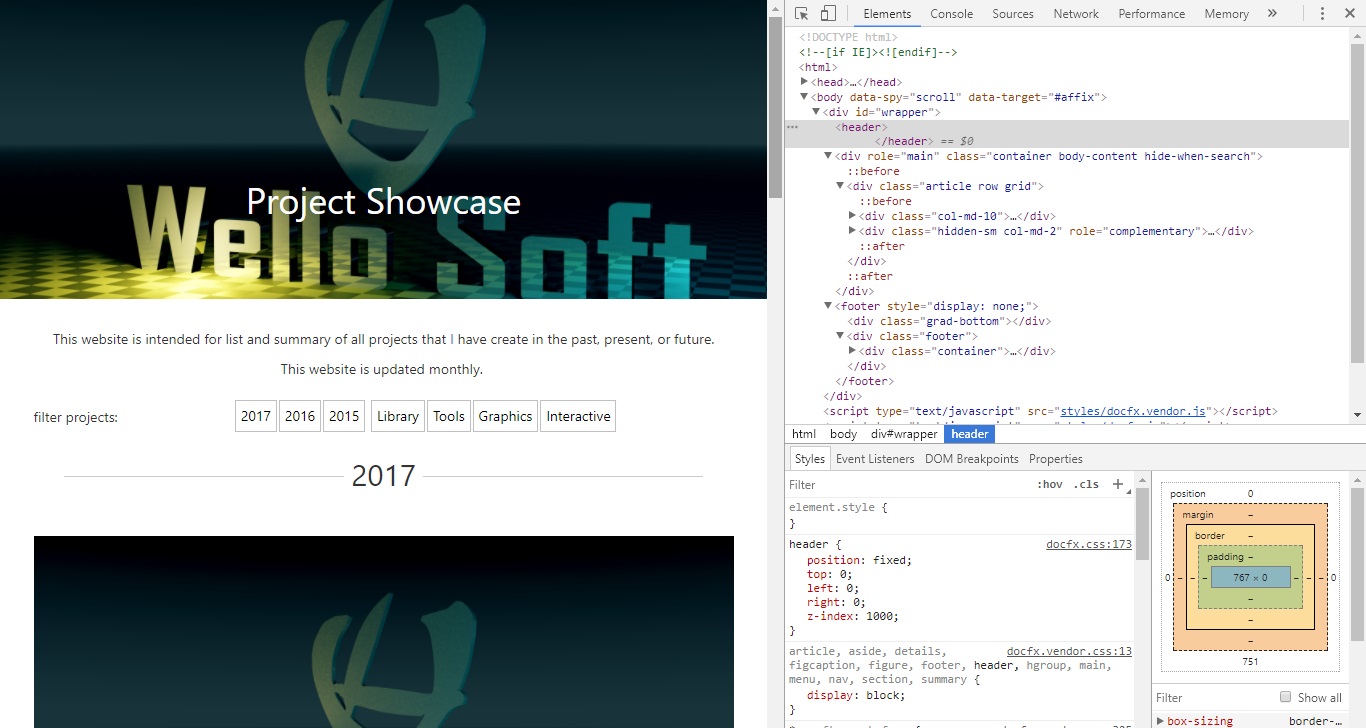 Wello Soft
Project Showcase
This website is intended for list and summary of all projects that I have create in the past, present, or future.
This website is updated monthly.
filter projects: 2017 2016 2015 Library Tools Graphics Interactive
2017
Elements Console Sources Network Performance Memory »
<!DOCTYPE html>
<!--[if IE]><![endif]-->
<html>
<head>…</head>
<body data-spy="scroll" data-target="#affix">
<div id="wrapper">
<header>
</header> == $0
<div role="main" class="container body-content hide-when-search">
::before
<div class="article row grid">
::before
<div class="col-md-10">…</div>
<div class="hidden-sm col-md-2" role="complementary">…</div>
::after
</div>
::after
</div>
<footer style="display: none;">
<div class="grad-bottom"></div>
<div class="footer">
<div class="container">…</div>
</div>
</footer>
</div>
<script type="text/javascript" src="styles/docfx.vendor.js"></script>
html body div#wrapper header
Styles Event Listeners DOM Breakpoints Properties
Filter :hov .cls +
element.style {
}
header { docfx.css:173
position: fixed;
top: 0;
left: 0;
right: 0;
z-index: 1000;
}
article, aside, details, docfx.vendor.css:13
figcaption, figure, footer, header, hgroup, main,
menu, nav, section, summary {
display: block;
}
position 0
margin –
border –
padding –
0 – – – 767 × 0 – – – 0
–
–
–
751
Filter Show all
box-sizing border-…